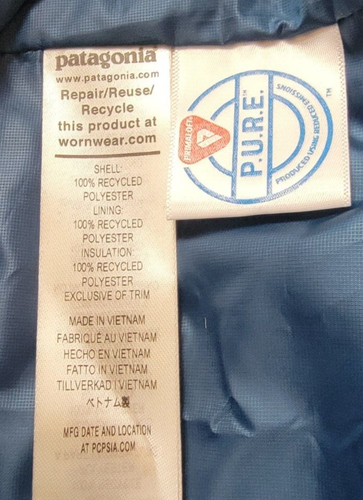 patagonia
www.patagonia.com
Repair/Reuse/
Recycle
this product at
wornwear.com
SHELL:
100% RECYCLED
POLYESTER
LINING:
100% RECYCLED
POLYESTER
INSULATION:
100% RECYCLED
POLYESTER
EXCLUSIVE OF TRIM
MADE IN VIETNAM
FABRIQUÉ AU VIETNAM
HECHO EN VIETNAM
FATTO IN VIETNAM
TILLVERKAD I VIETNAM
ベトナム製
MFG DATE AND LOCATION
AT PCPSIA.COM
PRIMALOFT®
P.U.R.E.™
PRODUCED USING REDUCED EMISSIONS
™